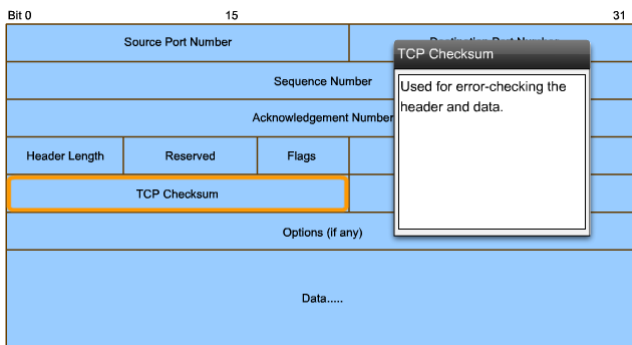 Bit 0 15 31
Source Port Number
TCP Checksum
Sequence Number
Used for error-checking the
header and data.
Acknowledgement Number
Header Length Reserved Flags
TCP Checksum
Options (if any)
Data.....